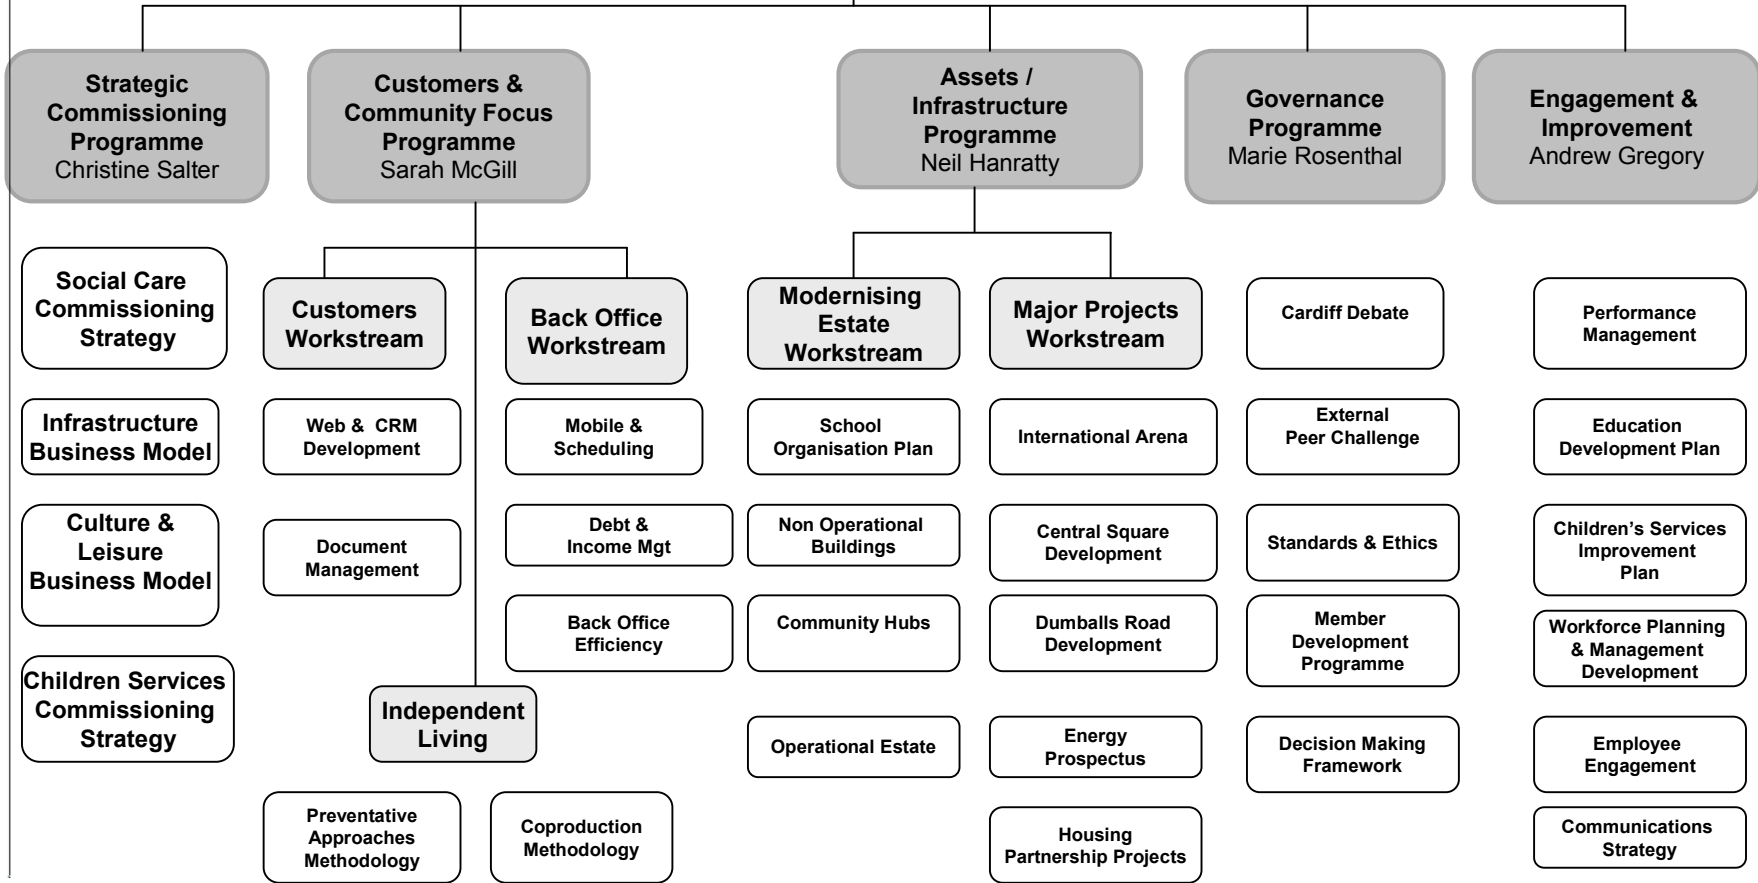 Strategic
Commissioning
Programme
Christine Salter
Customers &
Community Focus
Programme
Sarah McGill
Assets /
Infrastructure
Programme
Neil Hanratty
Governance
Programme
Marie Rosenthal
Engagement &
Improvement
Andrew Gregory
Social Care
Commissioning
Strategy
Infrastructure
Business Model
Culture &
Leisure
Business Model
Children Services
Commissioning
Strategy
Customers
Workstream
Web & CRM
Development
Document
Management
Back Office
Workstream
Mobile &
Scheduling
Debt &
Income Mgt
Back Office
Efficiency
Independent
Living
Preventative
Approaches
Methodology
Coproduction
Methodology
Modernising
Estate
Workstream
School
Organisation Plan
Non Operational
Buildings
Community Hubs
Operational Estate
Major Projects
Workstream
International Arena
Central Square
Development
Dumballs Road
Development
Energy
Prospectus
Housing
Partnership Projects
Cardiff Debate
External
Peer Challenge
Standards & Ethics
Member
Development
Programme
Decision Making
Framework
Performance
Management
Education
Development Plan
Children’s Services
Improvement
Plan
Workforce Planning
& Management
Development
Employee
Engagement
Communications
Strategy